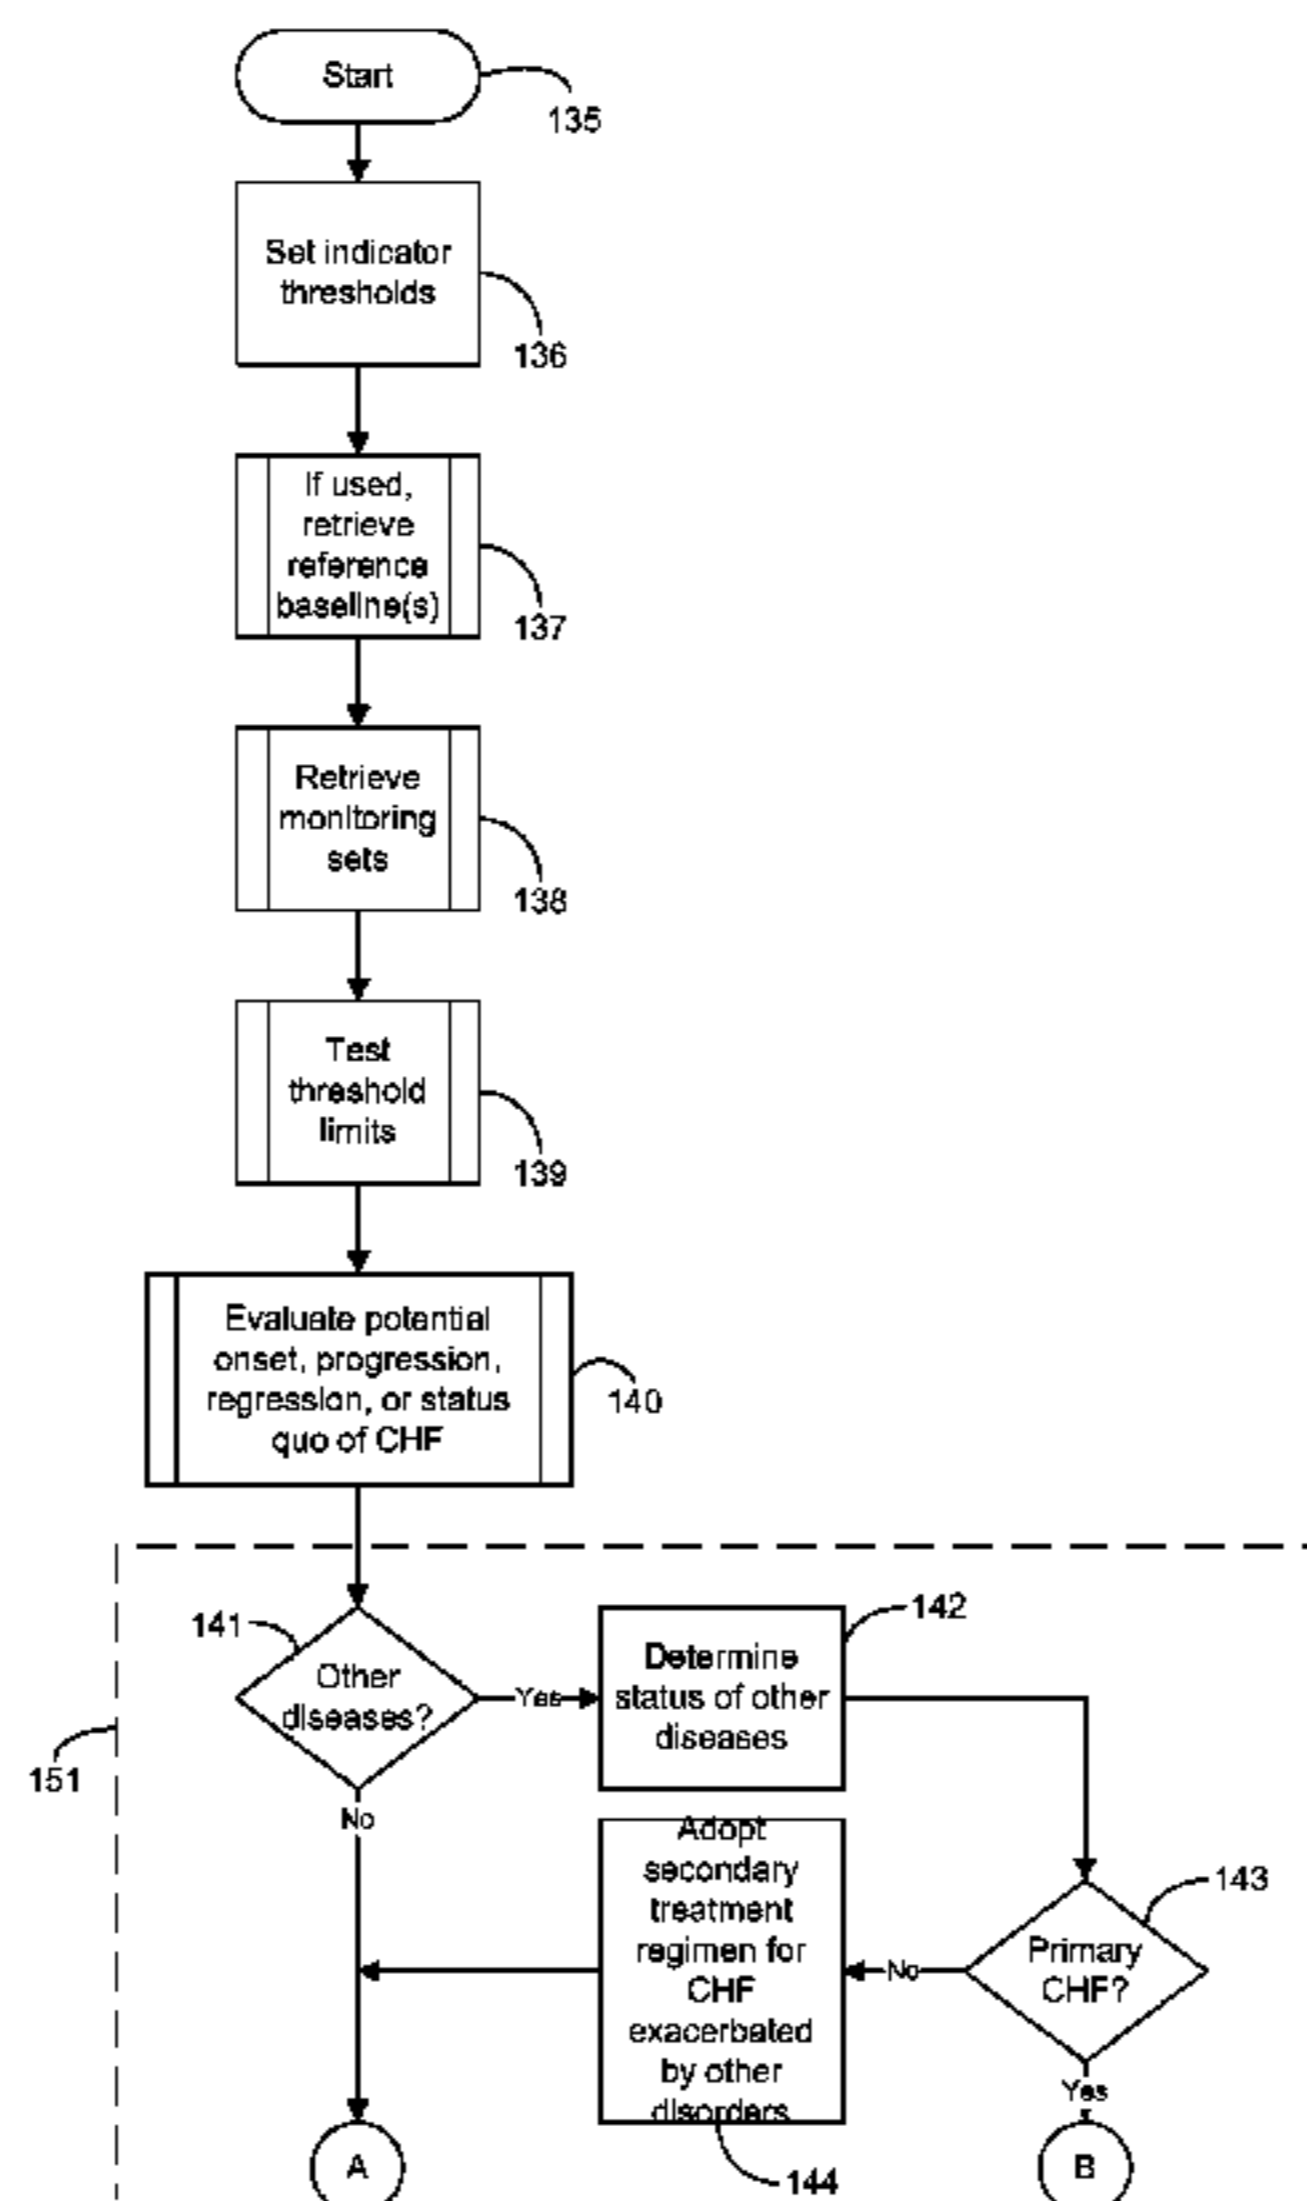 Start
135
Set indicator
thresholds
136
If used,
retrieve
reference
baseline(s)
137
Retrieve
monitoring
sets
138
Test
threshold
limits
139
Evaluate potential
onset, progression,
regression, or status
quo of CHF
140
141
Other
diseases?
Yes
142
Determine
status of other
diseases
151
No
Adopt
secondary
treatment
regimen for
CHF
exacerbated
by other
disorders
144
No
143
Primary
CHF?
Yes
A
B